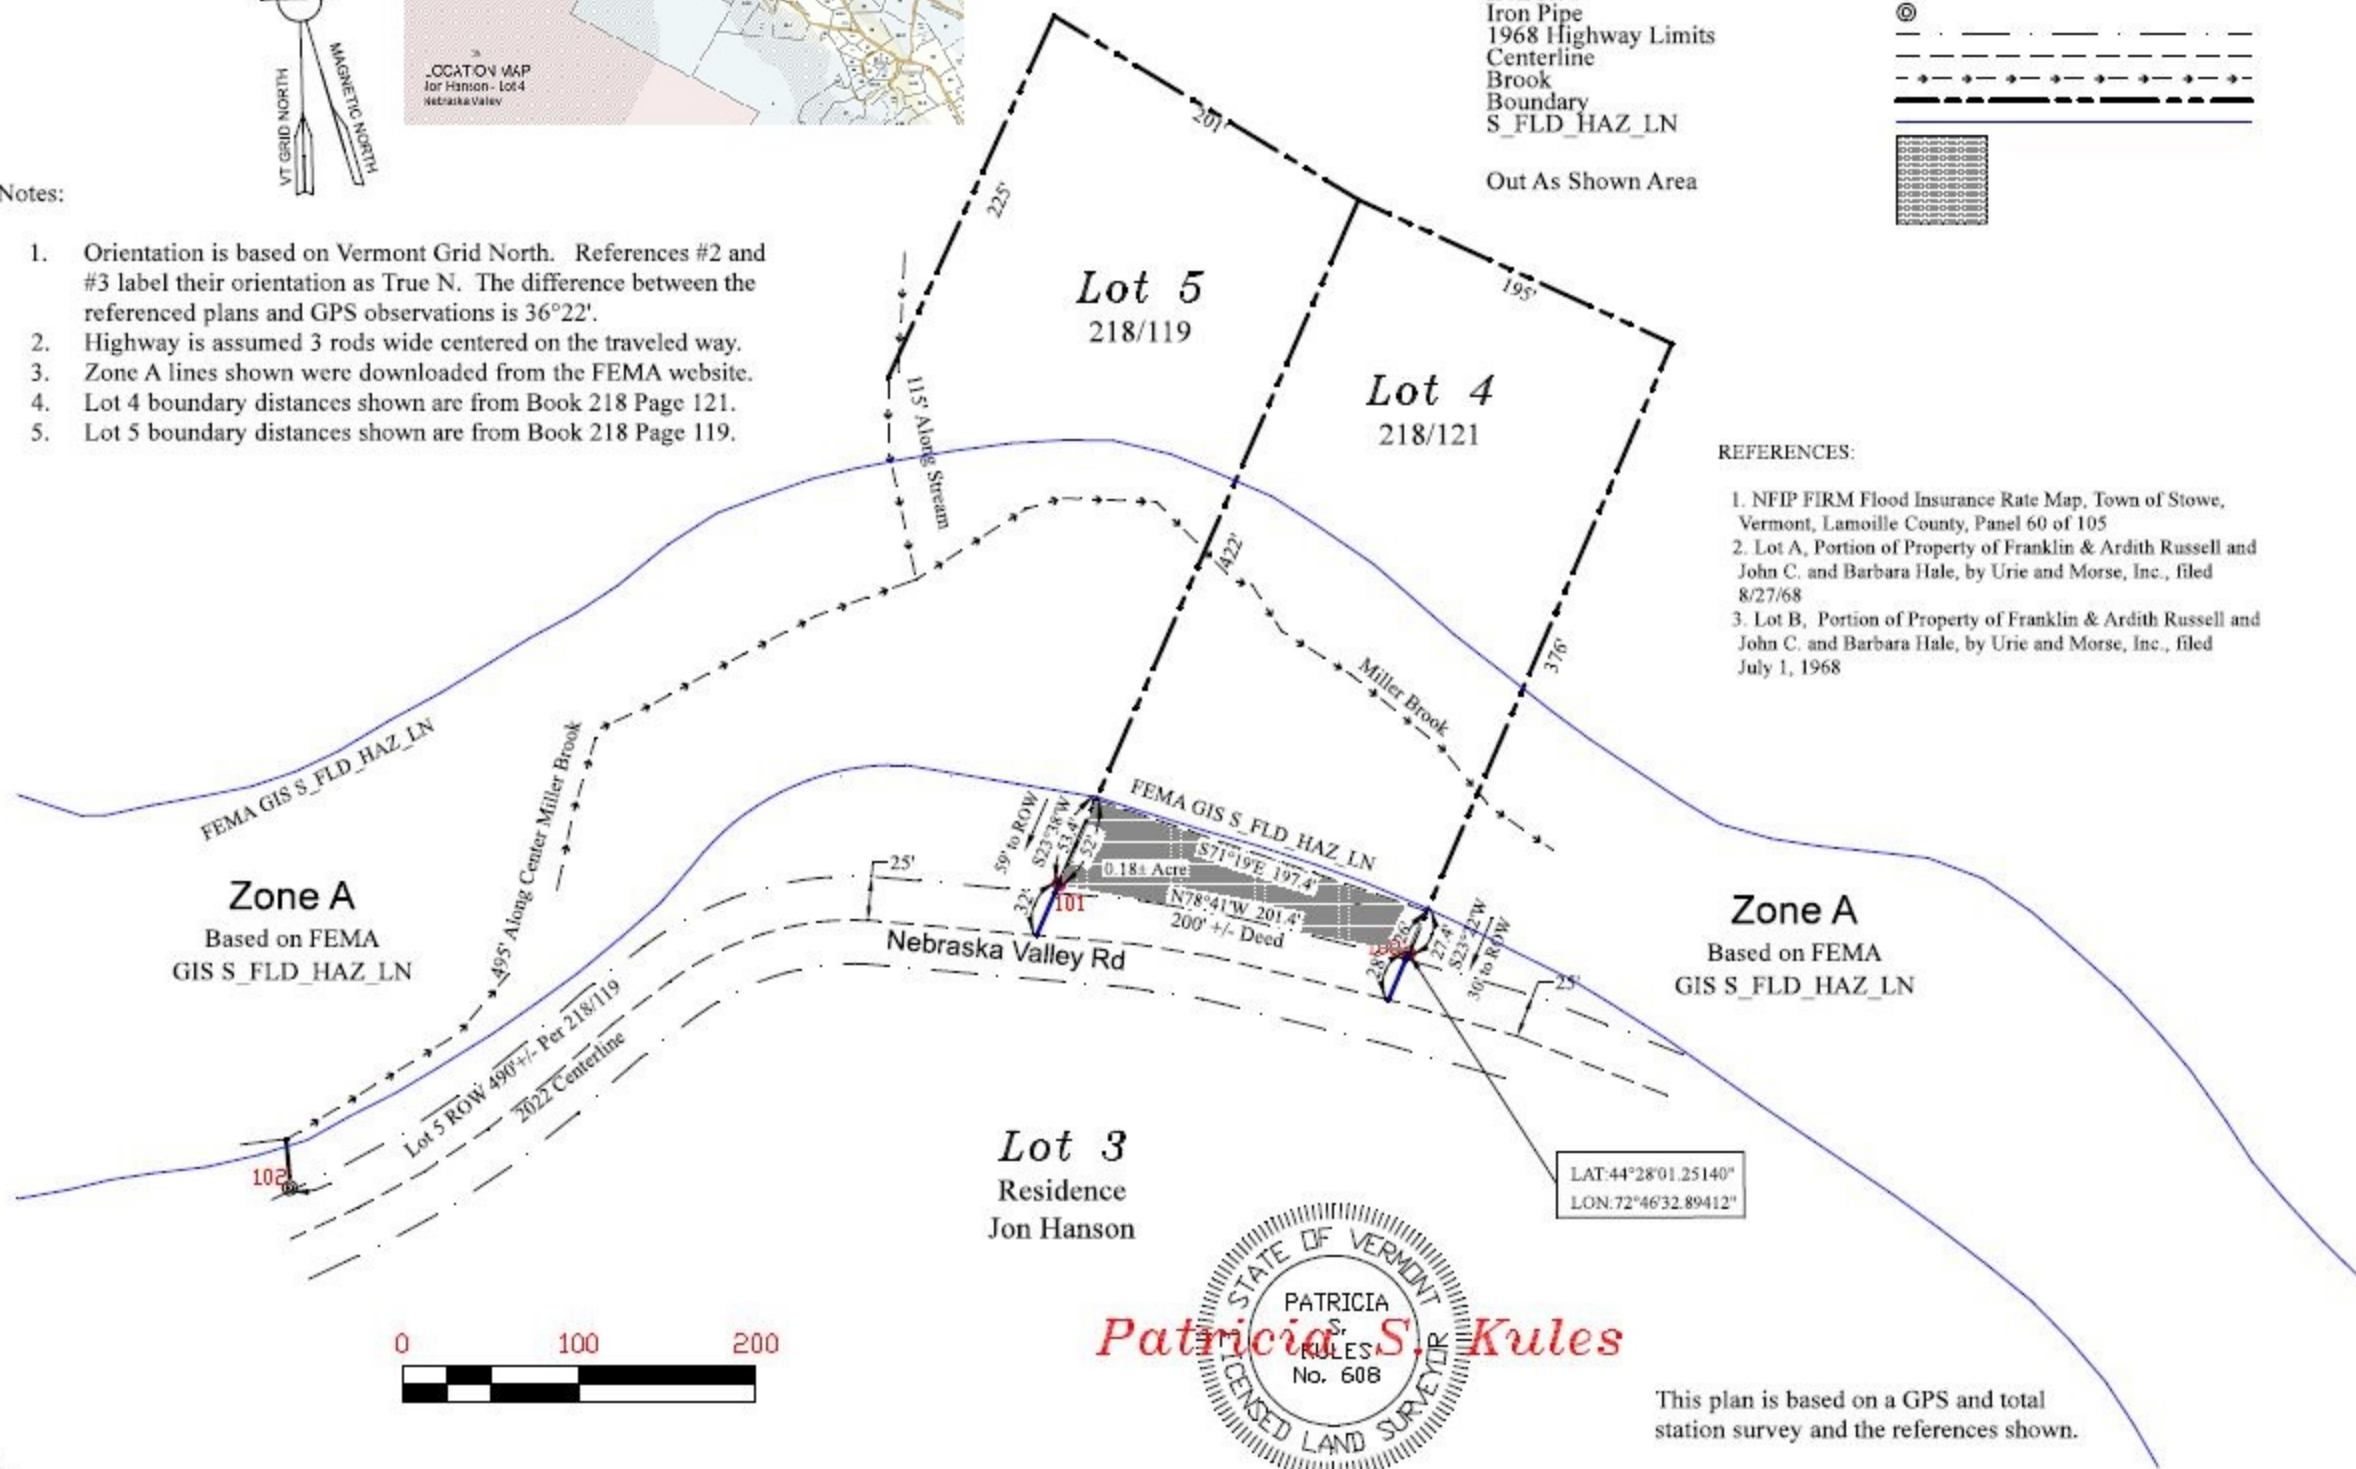 VT GRID NORTH
MAGNETIC NORTH
LOCATION MAP
Jon Hanson - Lot 4
Nebraska Valley
Iron Pipe
1968 Highway Limits
Centerline
Brook
Boundary
S_FLD_HAZ_LN
Out As Shown Area
Notes:
1. Orientation is based on Vermont Grid North. References #2 and
#3 label their orientation as True N. The difference between the
referenced plans and GPS observations is 36°22'.
2. Highway is assumed 3 rods wide centered on the traveled way.
3. Zone A lines shown were downloaded from the FEMA website.
4. Lot 4 boundary distances shown are from Book 218 Page 121.
5. Lot 5 boundary distances shown are from Book 218 Page 119.
201'
225'
195'
Lot 5
218/119
Lot 4
218/121
115' Along Stream
422'
376'
Miller Brook
REFERENCES:
1. NFIP FIRM Flood Insurance Rate Map, Town of Stowe,
Vermont, Lamoille County, Panel 60 of 105
2. Lot A, Portion of Property of Franklin & Ardith Russell and
John C. and Barbara Hale, by Urie and Morse, Inc., filed
8/27/68
3. Lot B, Portion of Property of Franklin & Ardith Russell and
John C. and Barbara Hale, by Urie and Morse, Inc., filed
July 1, 1968
FEMA GIS S_FLD_HAZ_LN
495' Along Center Miller Brook
FEMA GIS S_FLD_HAZ_LN
59' to ROW
S23°38'W
53.4'
52'
S71°19'E 197.4'
0.18± Acre
N78°41'W 201.4'
200' +/- Deed
32'
101
25'
26'
27.4'
28'
30' to ROW
25'
Nebraska Valley Rd
Zone A
Based on FEMA
GIS S_FLD_HAZ_LN
Zone A
Based on FEMA
GIS S_FLD_HAZ_LN
Lot 5 ROW 490'+/- Per 218/119
2022 Centerline
102
Lot 3
Residence
Jon Hanson
LAT:44°28'01.25140"
LON:72°46'32.89412"
0 100 200
STATE OF VERMONT
PATRICIA
S.
KULES
No. 608
LICENSED LAND SURVEYOR
Patricia S. Kules
This plan is based on a GPS and total
station survey and the references shown.